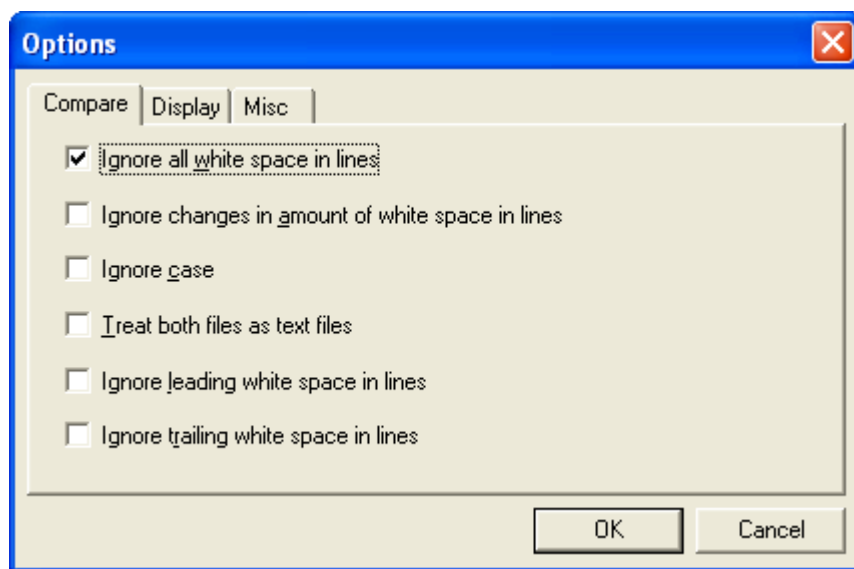 Options
Compare Display Misc
Ignore all white space in lines
Ignore changes in amount of white space in lines
Ignore case
Treat both files as text files
Ignore leading white space in lines
Ignore trailing white space in lines
OK Cancel